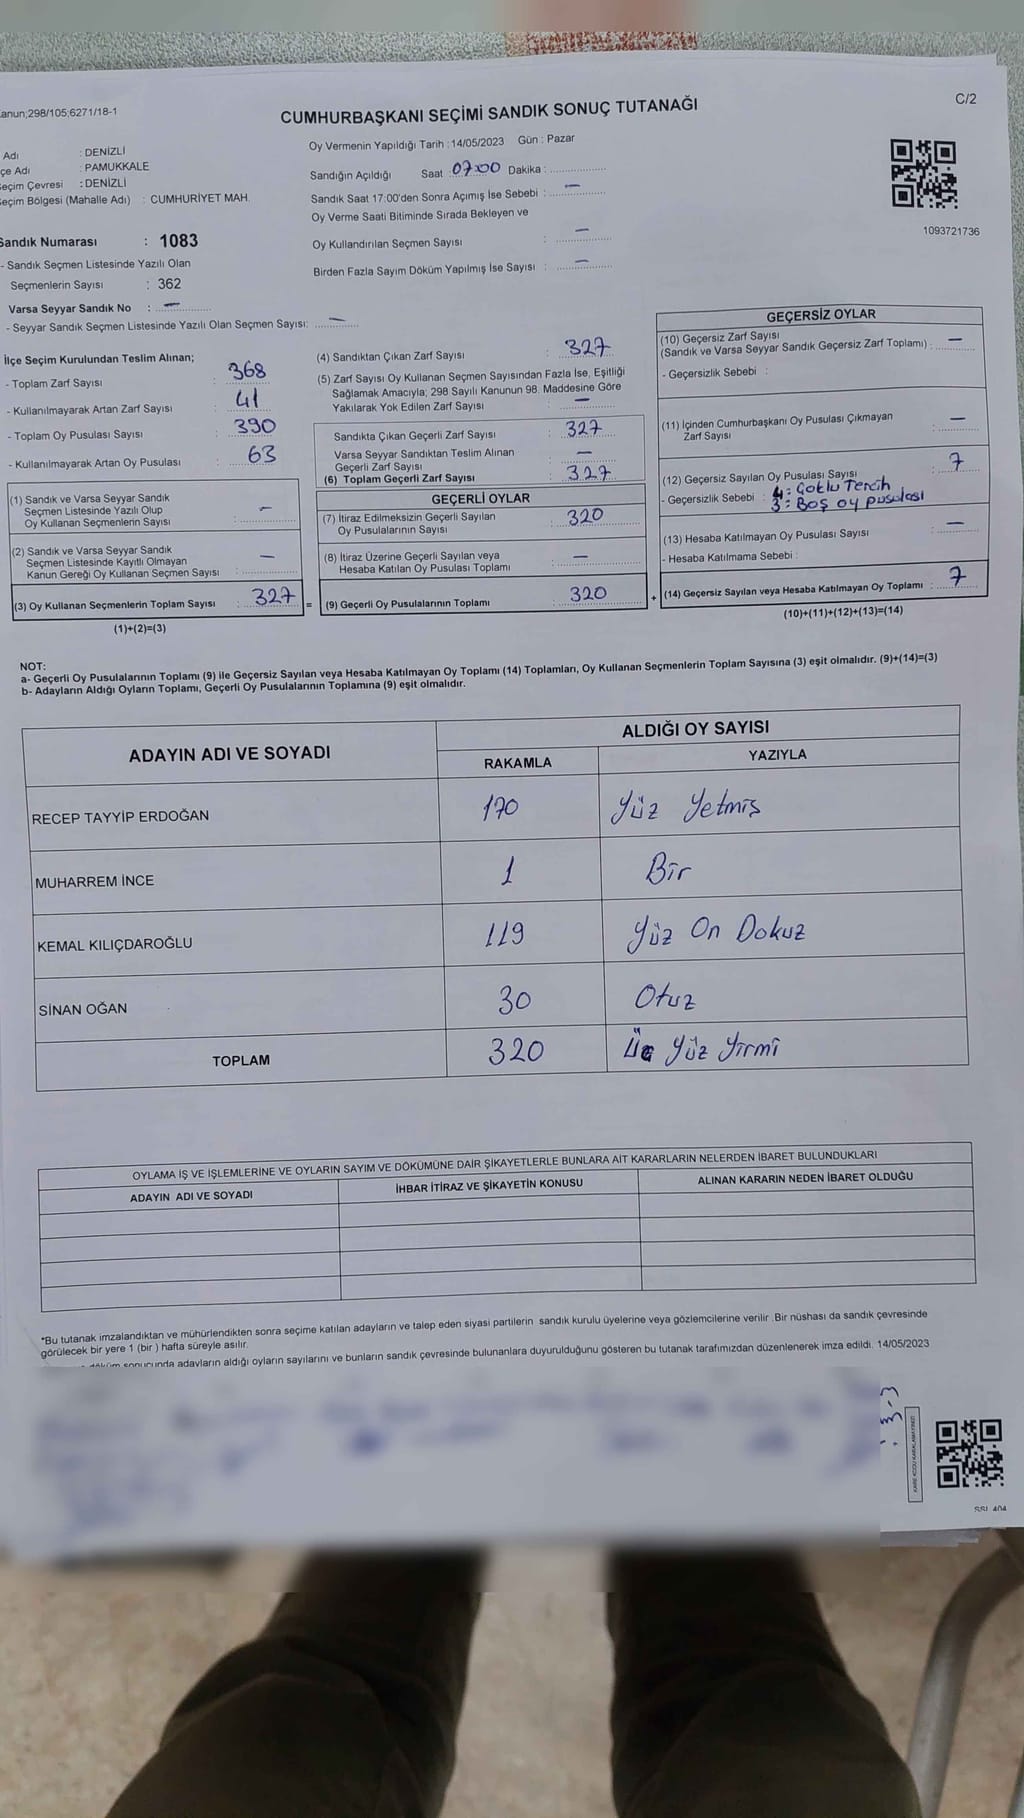 Kanun;298/105;6271/18-1
CUMHURBAŞKANI SEÇİMİ SANDIK SONUÇ TUTANAĞI
C/2
Adı : DENİZLİ
çe Adı : PAMUKKALE
eçim Çevresi : DENİZLİ
eçim Bölgesi (Mahalle Adı) : CUMHURİYET MAH.
Sandık Numarası : 1083
- Sandık Seçmen Listesinde Yazılı Olan
Seçmenlerin Sayısı : 362
Varsa Seyyar Sandık No : —
- Seyyar Sandık Seçmen Listesinde Yazılı Olan Seçmen Sayısı: —
Oy Vermenin Yapıldığı Tarih : 14/05/2023 Gün : Pazar
Sandığın Açıldığı Saat : 07:00 Dakika :
Sandık Saat 17:00'den Sonra Açımış İse Sebebi : —
Oy Verme Saati Bitiminde Sırada Bekleyen ve
Oy Kullandırılan Seçmen Sayısı : —
Birden Fazla Sayım Döküm Yapılmış İse Sayısı : —
1093721736
İlçe Seçim Kurulundan Teslim Alınan;
- Toplam Zarf Sayısı : 368
- Kullanılmayarak Artan Zarf Sayısı : 41
- Toplam Oy Pusulası Sayısı : 390
- Kullanılmayarak Artan Oy Pusulası : 63
(1) Sandık ve Varsa Seyyar Sandık
Seçmen Listesinde Yazılı Olup
Oy Kullanan Seçmenlerin Sayısı : —
(2) Sandık ve Varsa Seyyar Sandık
Seçmen Listesinde Kayıtlı Olmayan
Kanun Gereği Oy Kullanan Seçmen Sayısı : —
(3) Oy Kullanan Seçmenlerin Toplam Sayısı : 327
(1)+(2)=(3)
=
(4) Sandıktan Çıkan Zarf Sayısı : 327
(5) Zarf Sayısı Oy Kullanan Seçmen Sayısından Fazla İse, Eşitliği
Sağlamak Amacıyla; 298 Sayılı Kanunun 98. Maddesine Göre
Yakılarak Yok Edilen Zarf Sayısı : —
Sandıkta Çıkan Geçerli Zarf Sayısı : 327
Varsa Seyyar Sandıktan Teslim Alınan
Geçerli Zarf Sayısı : —
(6) Toplam Geçerli Zarf Sayısı : 327
GEÇERLİ OYLAR
(7) İtiraz Edilmeksizin Geçerli Sayılan
Oy Pusulalarının Sayısı : 320
(8) İtiraz Üzerine Geçerli Sayılan veya
Hesaba Katılan Oy Pusulası Toplamı : —
(9) Geçerli Oy Pusulalarının Toplamı : 320
+
GEÇERSİZ OYLAR
(10) Geçersiz Zarf Sayısı
(Sandık ve Varsa Seyyar Sandık Geçersiz Zarf Toplamı) : —
- Geçersizlik Sebebi :
(11) İçinden Cumhurbaşkanı Oy Pusulası Çıkmayan
Zarf Sayısı : —
(12) Geçersiz Sayılan Oy Pusulası Sayısı : 7
- Geçersizlik Sebebi : 4: Çoklu Tercih
3: Boş oy pusulası
(13) Hesaba Katılmayan Oy Pusulası Sayısı : —
- Hesaba Katılmama Sebebi :
(14) Geçersiz Sayılan veya Hesaba Katılmayan Oy Toplamı : 7
(10)+(11)+(12)+(13)=(14)
NOT:
a- Geçerli Oy Pusulalarının Toplamı (9) ile Geçersiz Sayılan veya Hesaba Katılmayan Oy Toplamı (14) Toplamları, Oy Kullanan Seçmenlerin Toplam Sayısına (3) eşit olmalıdır. (9)+(14)=(3)
b- Adayların Aldığı Oyların Toplamı, Geçerli Oy Pusulalarının Toplamına (9) eşit olmalıdır.
ADAYIN ADI VE SOYADI
ALDIĞI OY SAYISI
RAKAMLA YAZIYLA
RECEP TAYYİP ERDOĞAN 170 Yüz Yetmiş
MUHARREM İNCE 1 Bir
KEMAL KILIÇDAROĞLU 119 Yüz On Dokuz
SİNAN OĞAN 30 Otuz
TOPLAM 320 Üç Yüz Yirmi
OYLAMA İŞ VE İŞLEMLERİNE VE OYLARIN SAYIM VE DÖKÜMÜNE DAİR ŞİKAYETLERLE BUNLARA AİT KARARLARIN NELERDEN İBARET BULUNDUKLARI
ADAYIN ADI VE SOYADI İHBAR İTİRAZ VE ŞİKAYETİN KONUSU ALINAN KARARIN NEDEN İBARET OLDUĞU
*Bu tutanak imzalandıktan ve mühürlendikten sonra seçime katılan adayların ve talep eden siyasi partilerin sandık kurulu üyelerine veya gözlemcilerine verilir .Bir nüshası da sandık çevresinde
görülecek bir yere 1 (bir ) hafta süreyle asılır.
döküm sonucunda adayların aldığı oyların sayılarını ve bunların sandık çevresinde bulunanlara duyurulduğunu gösteren bu tutanak tarafımızdan düzenlenerek imza edildi. 14/05/2023